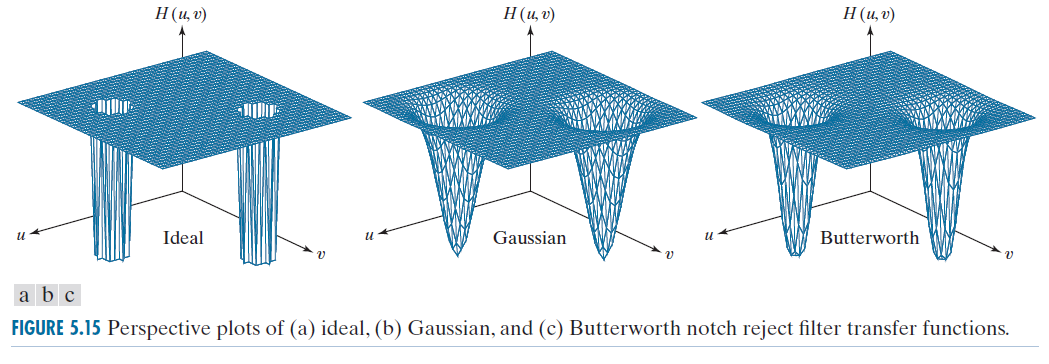 H(u, v) H(u, v) H(u, v)
u Ideal v u Gaussian v u Butterworth v
a b c
FIGURE 5.15 Perspective plots of (a) ideal, (b) Gaussian, and (c) Butterworth notch reject filter transfer functions.